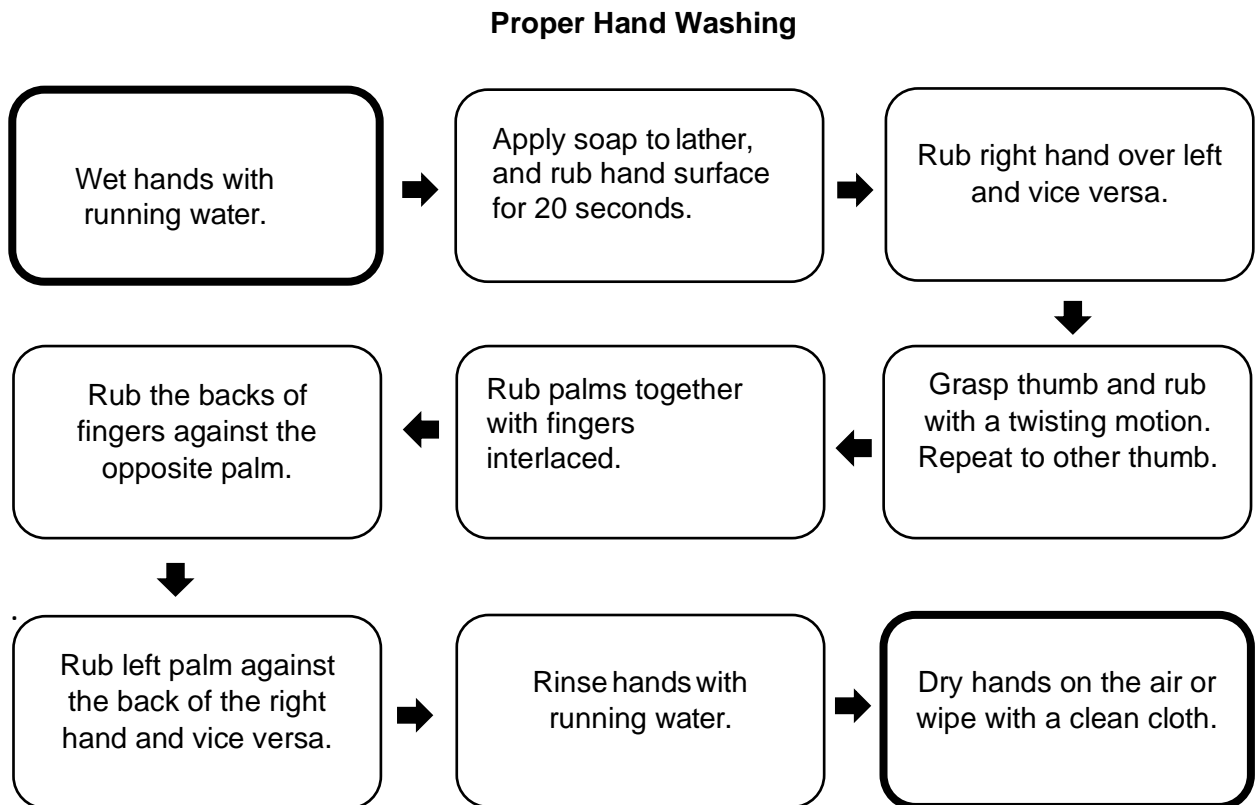 Proper Hand Washing
Wet hands with
running water.
Apply soap to lather,
and rub hand surface
for 20 seconds.
Rub right hand over left
and vice versa.
Grasp thumb and rub
with a twisting motion.
Repeat to other thumb.
Rub palms together
with fingers
interlaced.
Rub the backs of
fingers against the
opposite palm.
.
Rub left palm against
the back of the right
hand and vice versa.
Rinse hands with
running water.
Dry hands on the air or
wipe with a clean cloth.